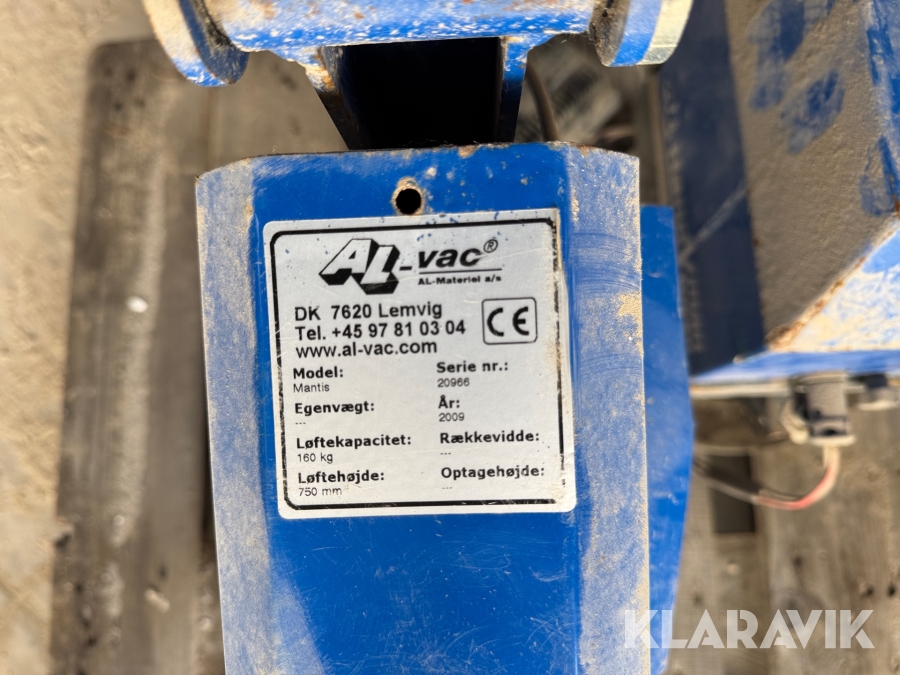 AL-vac®
AL-Materiel a/s
DK 7620 Lemvig
Tel. +45 97 81 03 04
www.al-vac.com
CE
Model: Serie nr.:
Mantis 20966
Egenvægt: År:
--- 2009
Løftekapacitet: Rækkevidde:
160 kg ---
Løftehøjde: Optagehøjde:
750 mm ---
KLARAVIK